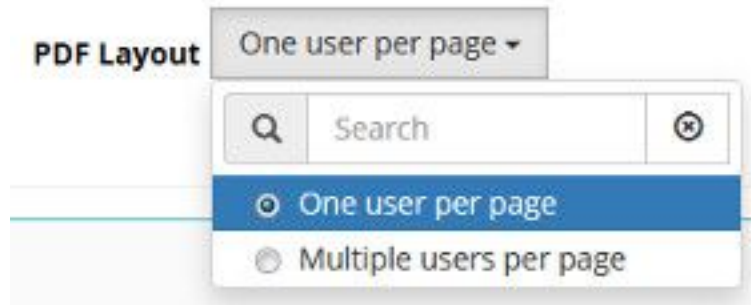 PDF Layout One user per page
Search
One user per page
Multiple users per page